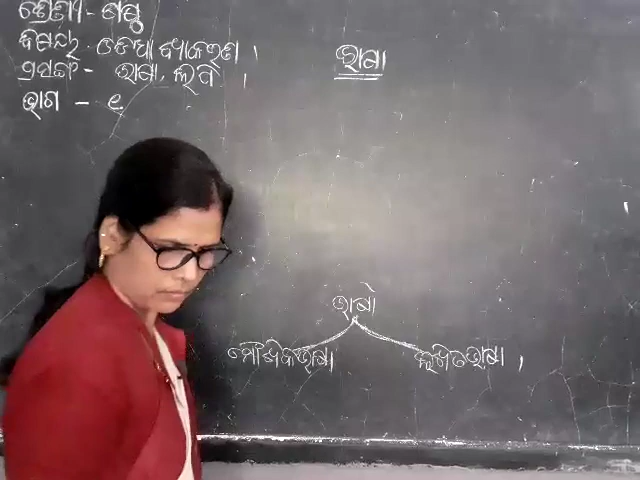 ଶ୍ରେଣୀ - ଷଷ୍ଠ
ବିଷୟ - ଓଡିଆ ବ୍ୟାକରଣ ।
ପ୍ରସଙ୍ଗ - ଭାଷା, ଲିପି ।
ଭାଗ - ୧
ଭାଷା
ଭାଷା
ମୌଖିକଭାଷା
ଲିଖିତଭାଷା ,